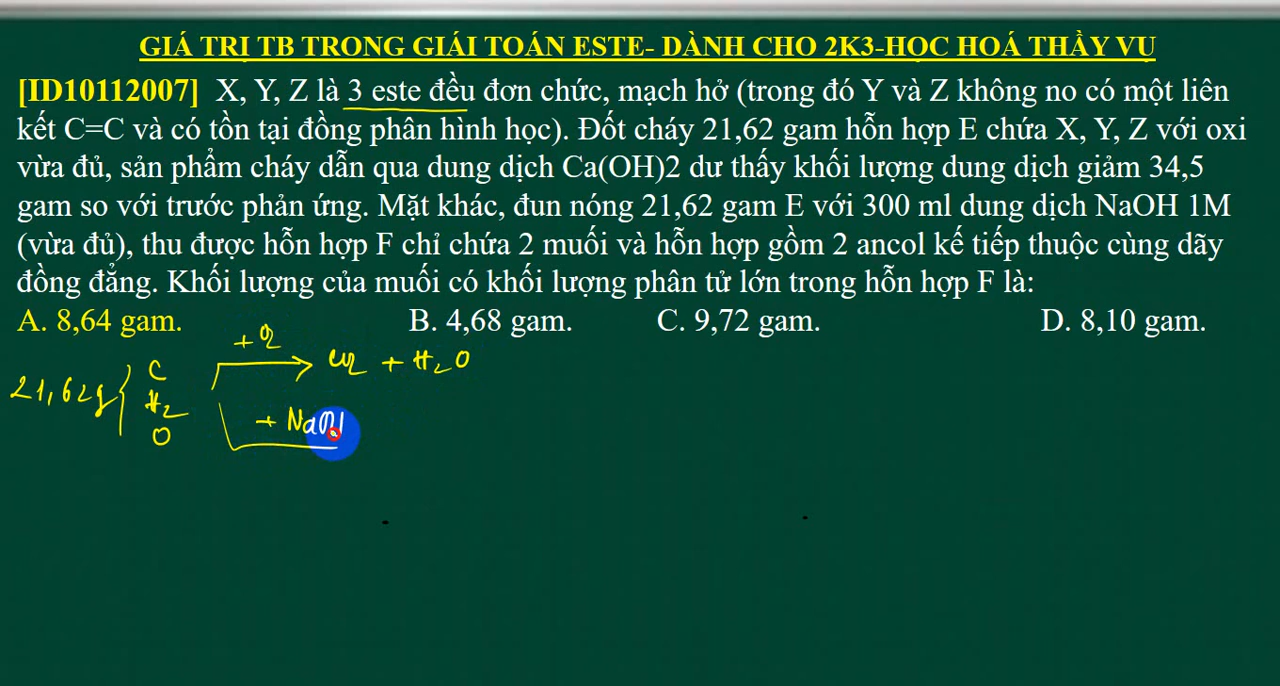 GIÁ TRỊ TB TRONG GIẢI TOÁN ESTE- DÀNH CHO 2K3-HỌC HOÁ THẦY VỤ
[ID10112007] X, Y, Z là 3 este đều đơn chức, mạch hở (trong đó Y và Z không no có một liên
kết C=C và có tồn tại đồng phân hình học). Đốt cháy 21,62 gam hỗn hợp E chứa X, Y, Z với oxi
vừa đủ, sản phẩm cháy dẫn qua dung dịch Ca(OH)2 dư thấy khối lượng dung dịch giảm 34,5
gam so với trước phản ứng. Mặt khác, đun nóng 21,62 gam E với 300 ml dung dịch NaOH 1M
(vừa đủ), thu được hỗn hợp F chỉ chứa 2 muối và hỗn hợp gồm 2 ancol kế tiếp thuộc cùng dãy
đồng đẳng. Khối lượng của muối có khối lượng phân tử lớn trong hỗn hợp F là:
A. 8,64 gam. B. 4,68 gam. C. 9,72 gam. D. 8,10 gam.
+O2
21,62g { C H2 O CO2 + H2O
+ NaOH